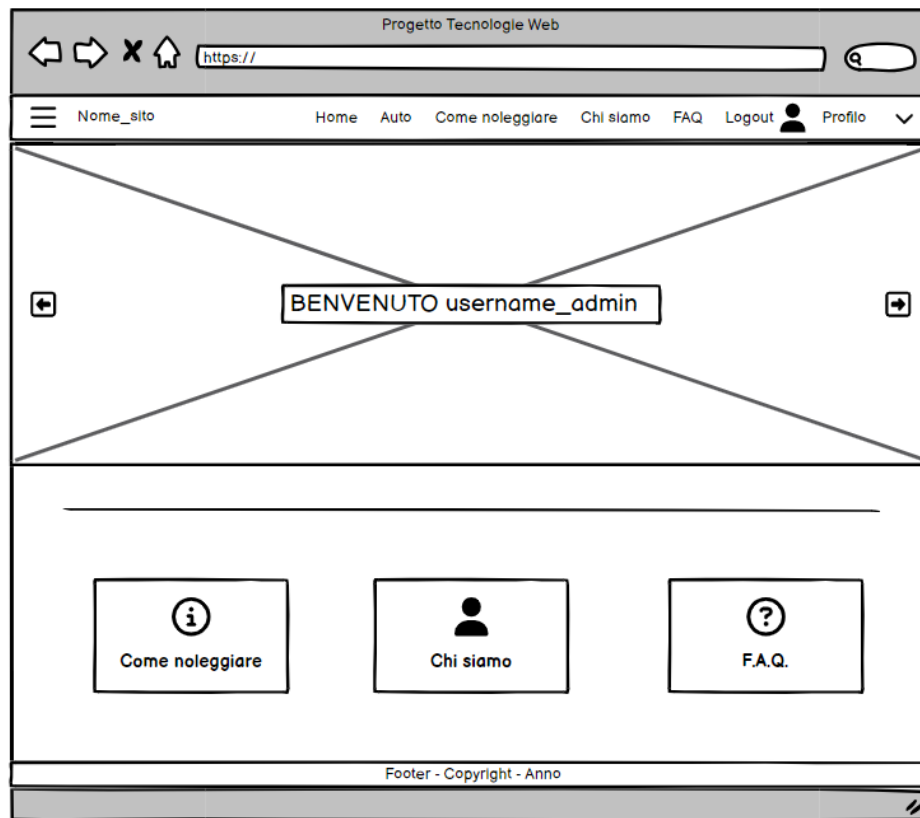 Progetto Tecnologie Web
https://
Nome_sito Home Auto Come noleggiare Chi siamo FAQ Logout Profilo
BENVENUTO username_admin
Come noleggiare
Chi siamo
F.A.Q.
Footer - Copyright - Anno